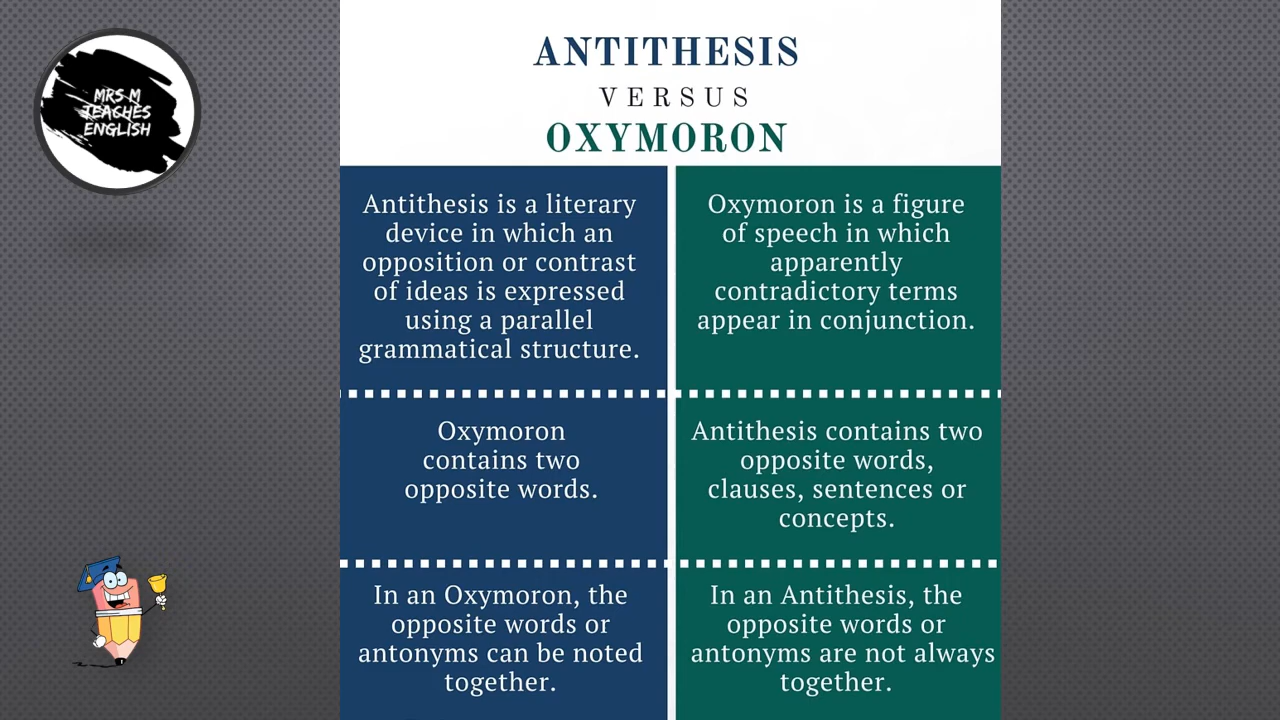 MRS M
TEACHES
ENGLISH
ANTITHESIS
VERSUS
OXYMORON
Antithesis is a literary
device in which an
opposition or contrast
of ideas is expressed
using a parallel
grammatical structure.
Oxymoron is a figure
of speech in which
apparently
contradictory terms
appear in conjunction.
Oxymoron
contains two
opposite words.
Antithesis contains two
opposite words,
clauses, sentences or
concepts.
In an Oxymoron, the
opposite words or
antonyms can be noted
together.
In an Antithesis, the
opposite words or
antonyms are not always
together.